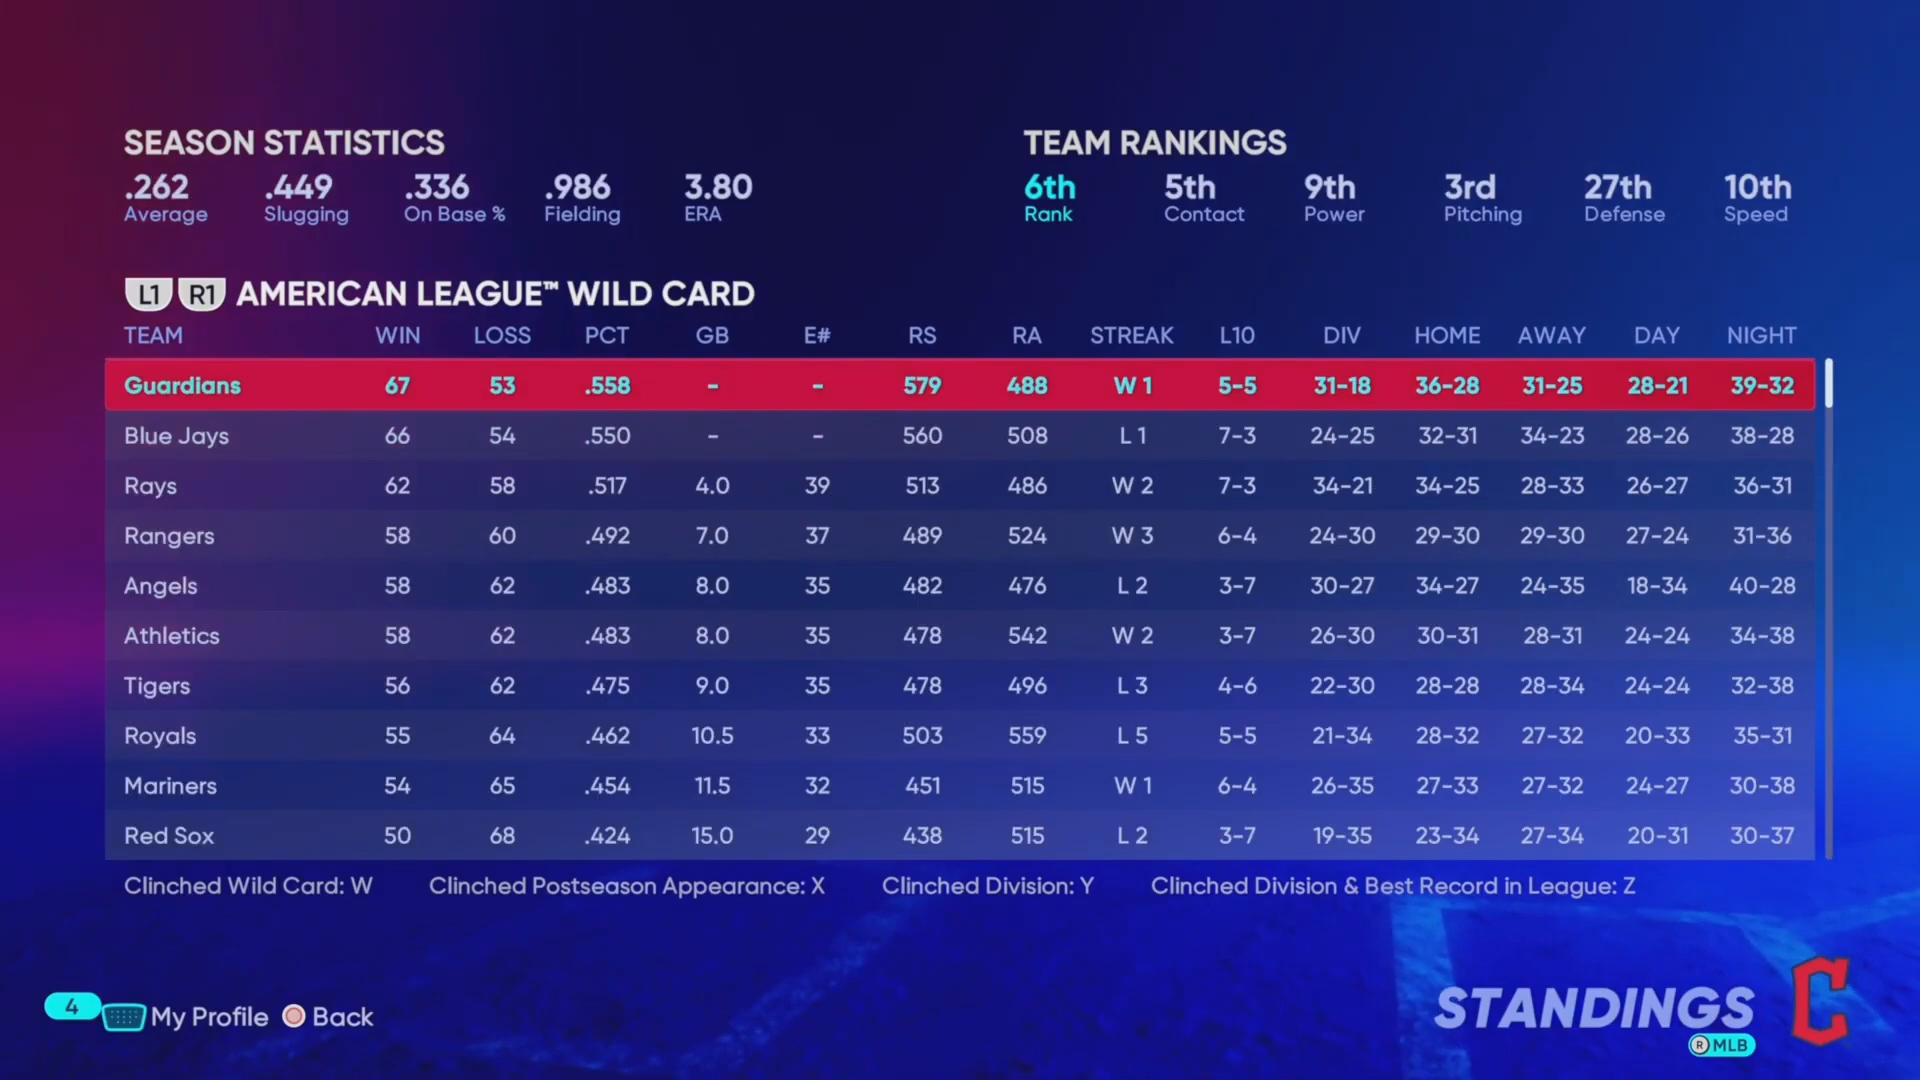 SEASON STATISTICS
.262 .449 .336 .986 3.80
Average Slugging On Base % Fielding ERA
TEAM RANKINGS
6th 5th 9th 3rd 27th 10th
Rank Contact Power Pitching Defense Speed
L1 R1 AMERICAN LEAGUE™ WILD CARD
TEAM WIN LOSS PCT GB E# RS RA STREAK L10 DIV HOME AWAY DAY NIGHT
Guardians 67 53 .558 - - 579 488 W 1 5-5 31-18 36-28 31-25 28-21 39-32
Blue Jays 66 54 .550 - - 560 508 L 1 7-3 24-25 32-31 34-23 28-26 38-28
Rays 62 58 .517 4.0 39 513 486 W 2 7-3 34-21 34-25 28-33 26-27 36-31
Rangers 58 60 .492 7.0 37 489 524 W 3 6-4 24-30 29-30 29-30 27-24 31-36
Angels 58 62 .483 8.0 35 482 476 L 2 3-7 30-27 34-27 24-35 18-34 40-28
Athletics 58 62 .483 8.0 35 478 542 W 2 3-7 26-30 30-31 28-31 24-24 34-38
Tigers 56 62 .475 9.0 35 478 496 L 3 4-6 22-30 28-28 28-34 24-24 32-38
Royals 55 64 .462 10.5 33 503 559 L 5 5-5 21-34 28-32 27-32 20-33 35-31
Mariners 54 65 .454 11.5 32 451 515 W 1 6-4 26-35 27-33 27-32 24-27 30-38
Red Sox 50 68 .424 15.0 29 438 515 L 2 3-7 19-35 23-34 27-34 20-31 30-37
Clinched Wild Card: W Clinched Postseason Appearance: X Clinched Division: Y Clinched Division & Best Record in League: Z
4 My Profile Back
STANDINGS C
R MLB